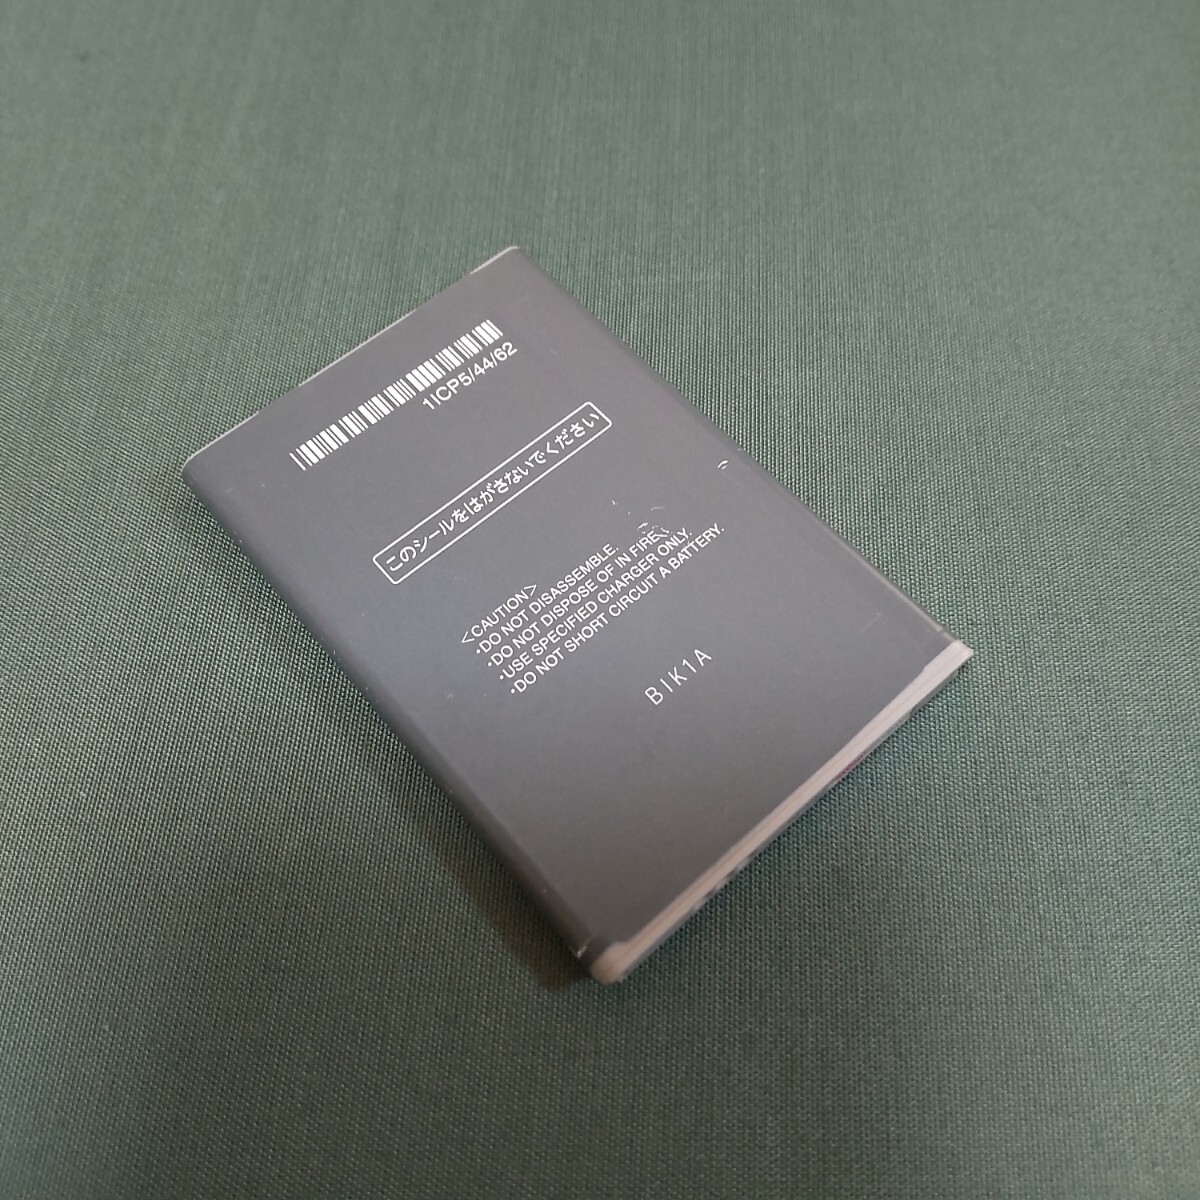 1ICP5/44/62
このシールをはがさないでください
<CAUTION>
・DO NOT DISASSEMBLE.
・DO NOT DISPOSE OF IN FIRE.
・USE SPECIFIED CHARGER ONLY.
・DO NOT SHORT CIRCUIT A BATTERY.
BIK1A